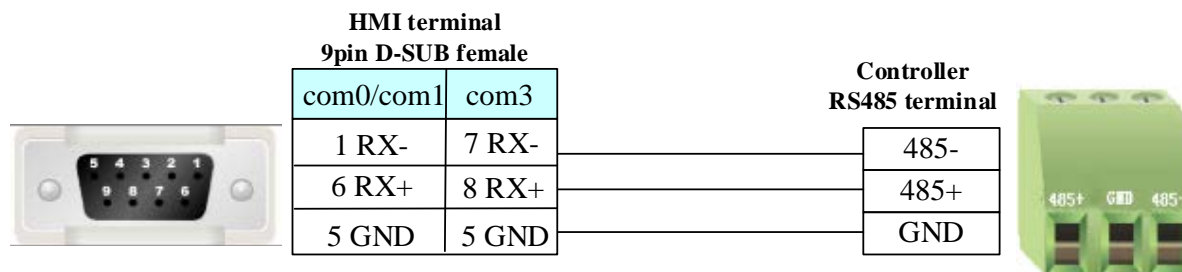 HMI terminal
9pin D-SUB female
com0/com1 com3
1 RX- 7 RX-
6 RX+ 8 RX+
5 GND 5 GND
Controller
RS485 terminal
485-
485+
GND
5 4 3 2 1
9 8 7 6
485+ GND 485-